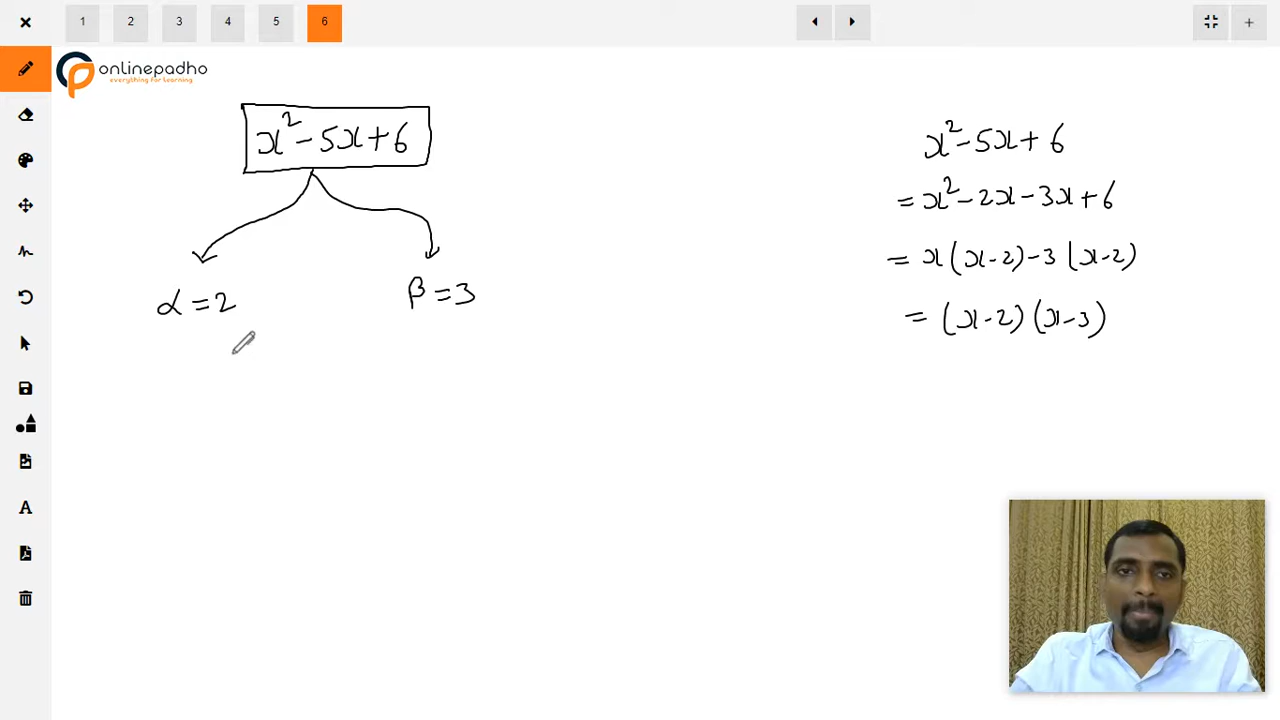 1 2 3 4 5 6
onlinepadho
everything for learning
x² - 5x + 6
α = 2
β = 3
x² - 5x + 6
= x² - 2x - 3x + 6
= x(x-2) - 3(x-2)
= (x-2)(x-3)
A